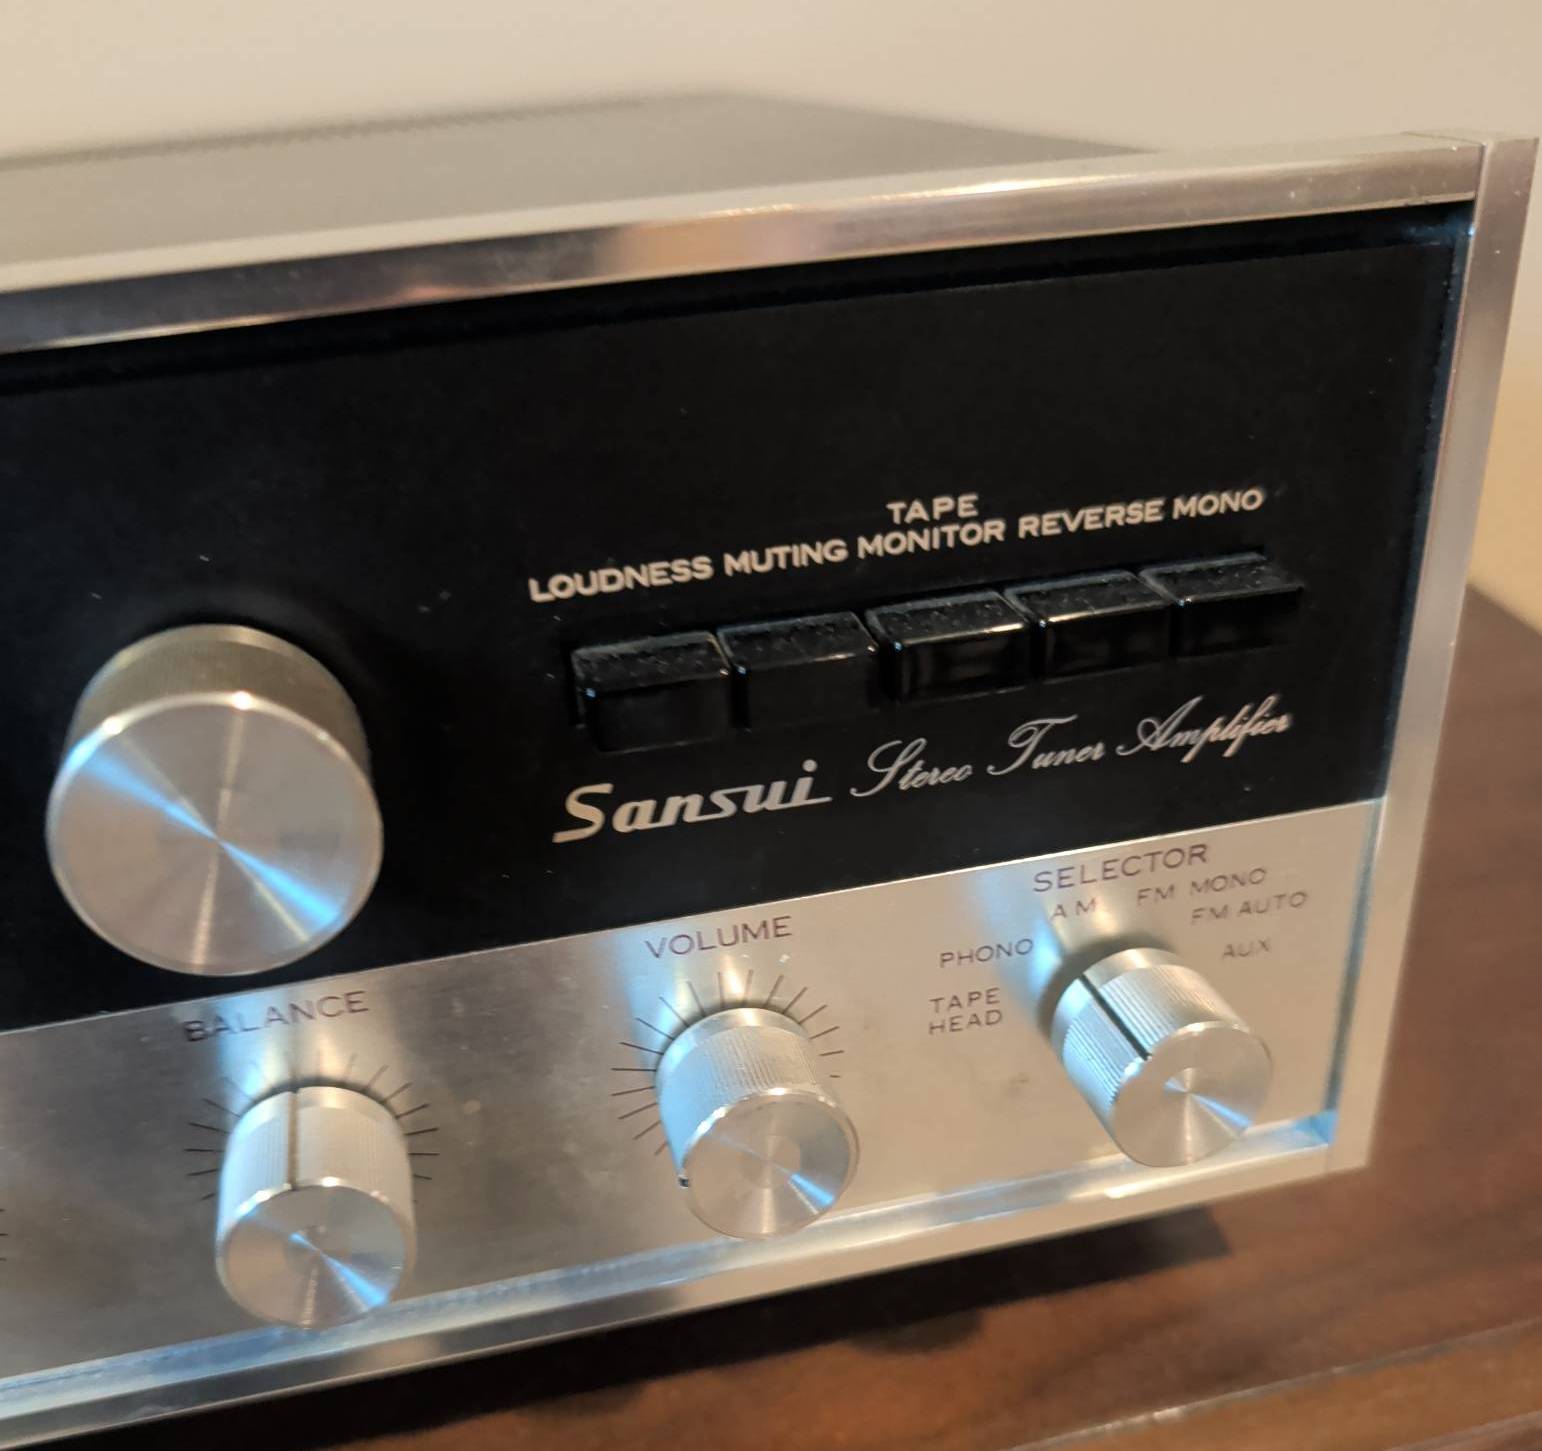 TAPE
LOUDNESS MUTING MONITOR REVERSE MONO
Sansui Stereo Tuner Amplifier
SELECTOR
AM FM MONO
FM AUTO
PHONO AUX
TAPE
HEAD
VOLUME
BALANCE